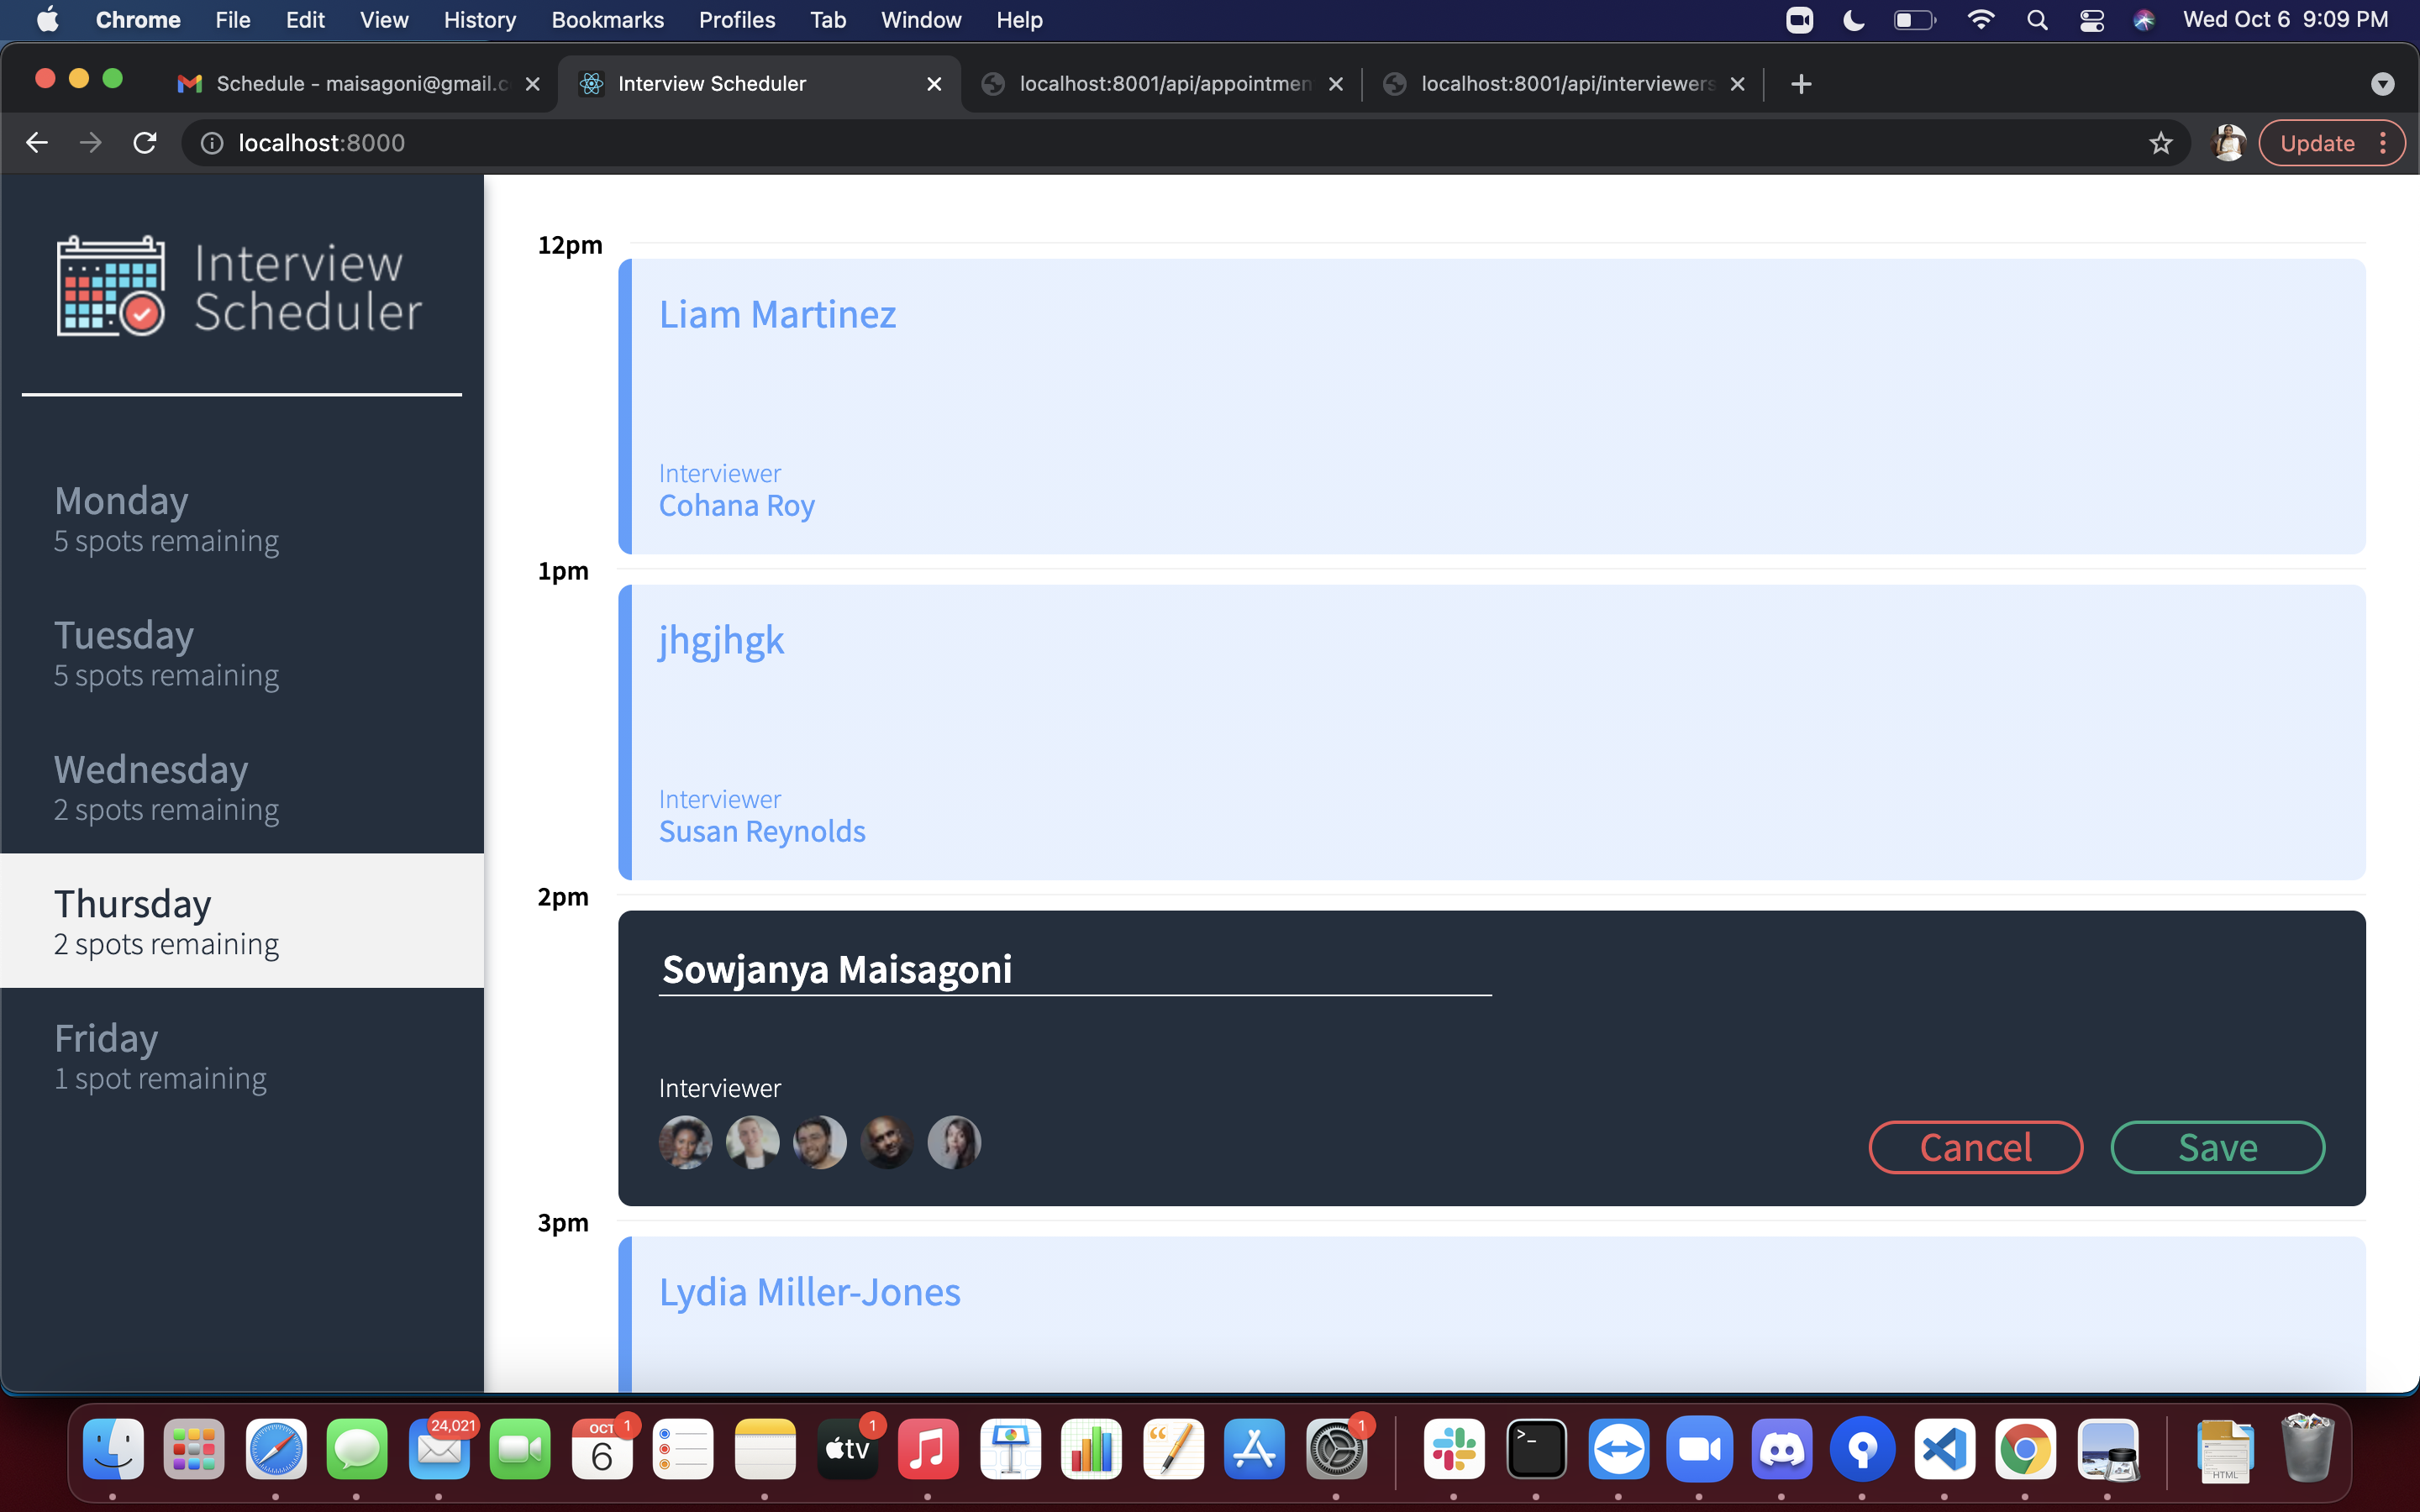 Chrome File Edit View History Bookmarks Profiles Tab Window Help Wed Oct 6 9:09 PM
Schedule - maisagoni@gmail.c Interview Scheduler localhost:8001/api/appointmen localhost:8001/api/interviewers
localhost:8000 Update
Interview
Scheduler
Monday
5 spots remaining
Tuesday
5 spots remaining
Wednesday
2 spots remaining
Thursday
2 spots remaining
Friday
1 spot remaining
12pm
Liam Martinez
Interviewer
Cohana Roy
1pm
jhgjhgk
Interviewer
Susan Reynolds
2pm
Sowjanya Maisagoni
Interviewer
Cancel Save
3pm
Lydia Miller-Jones
24,021 OCT 6 1 tv 1 1 >_ HTML